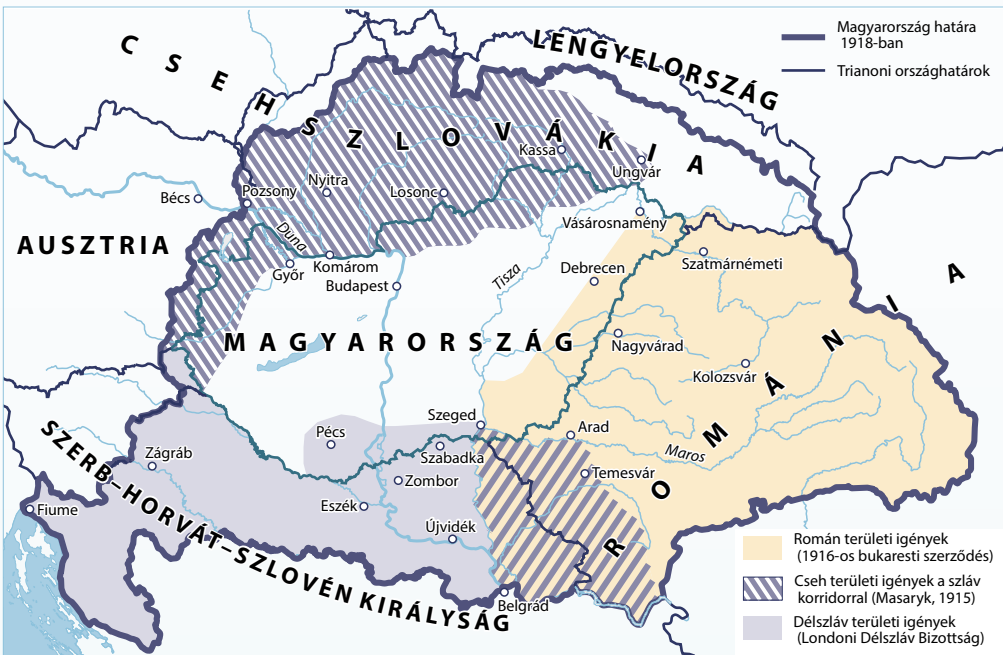 Magyarország határa
1918-ban
Trianoni országhatárok
CSEHSZLOVÁKIA
LENGYELORSZÁG
Kassa
Ungvár
Bécs
Pozsony
Nyitra
Losonc
Vásárosnamény
AUSZTRIA
Duna
Győr
Komárom
Budapest
Tisza
Debrecen
Szatmárnémeti
MAGYARORSZÁG
Nagyvárad
Kolozsvár
ROMÁNIA
Szeged
Arad
Maros
Pécs
Szabadka
Temesvár
Zágráb
Zombor
Eszék
Újvidék
Fiume
Belgrád
SZERB–HORVÁT–SZLOVÉN KIRÁLYSÁG
Román területi igények
(1916-os bukaresti szerződés)
Cseh területi igények a szláv
korridorral (Masaryk, 1915)
Délszláv területi igények
(Londoni Délszláv Bizottság)